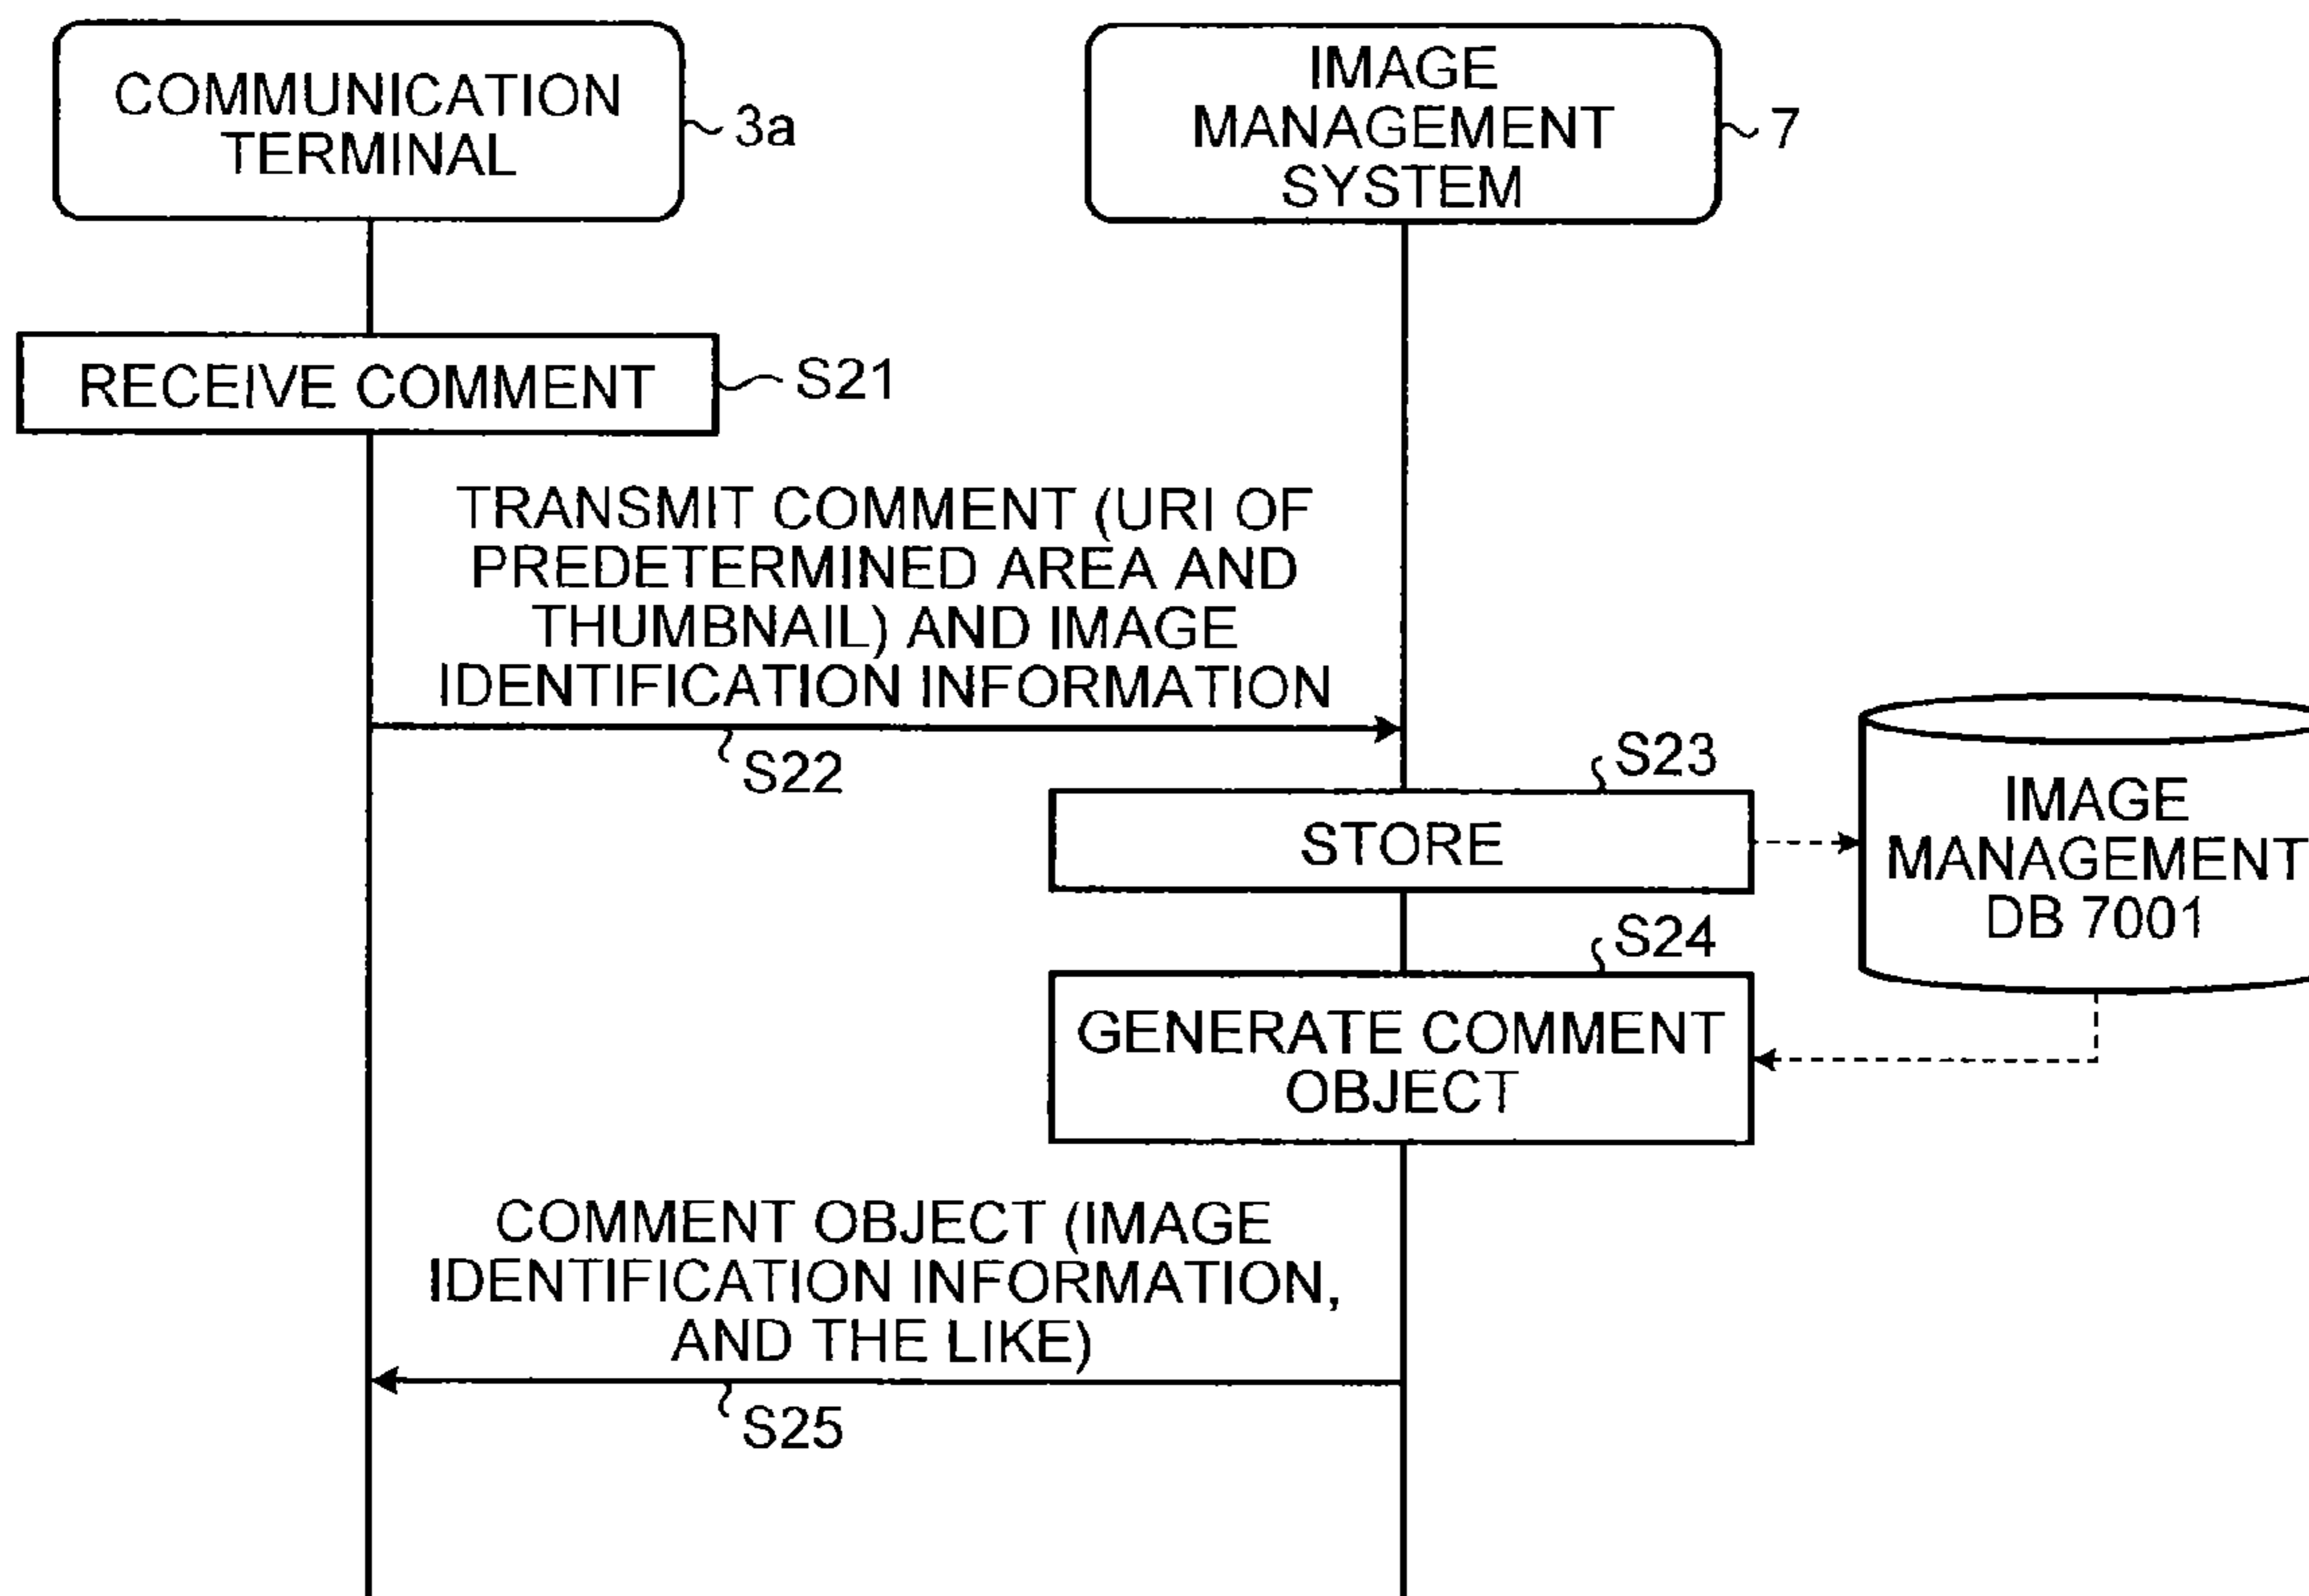 COMMUNICATION
TERMINAL
3a
IMAGE
MANAGEMENT
SYSTEM
7
RECEIVE COMMENT
S21
TRANSMIT COMMENT (URI OF
PREDETERMINED AREA AND
THUMBNAIL) AND IMAGE
IDENTIFICATION INFORMATION
S22
S23
STORE
IMAGE
MANAGEMENT
DB 7001
S24
GENERATE COMMENT
OBJECT
COMMENT OBJECT (IMAGE
IDENTIFICATION INFORMATION,
AND THE LIKE)
S25